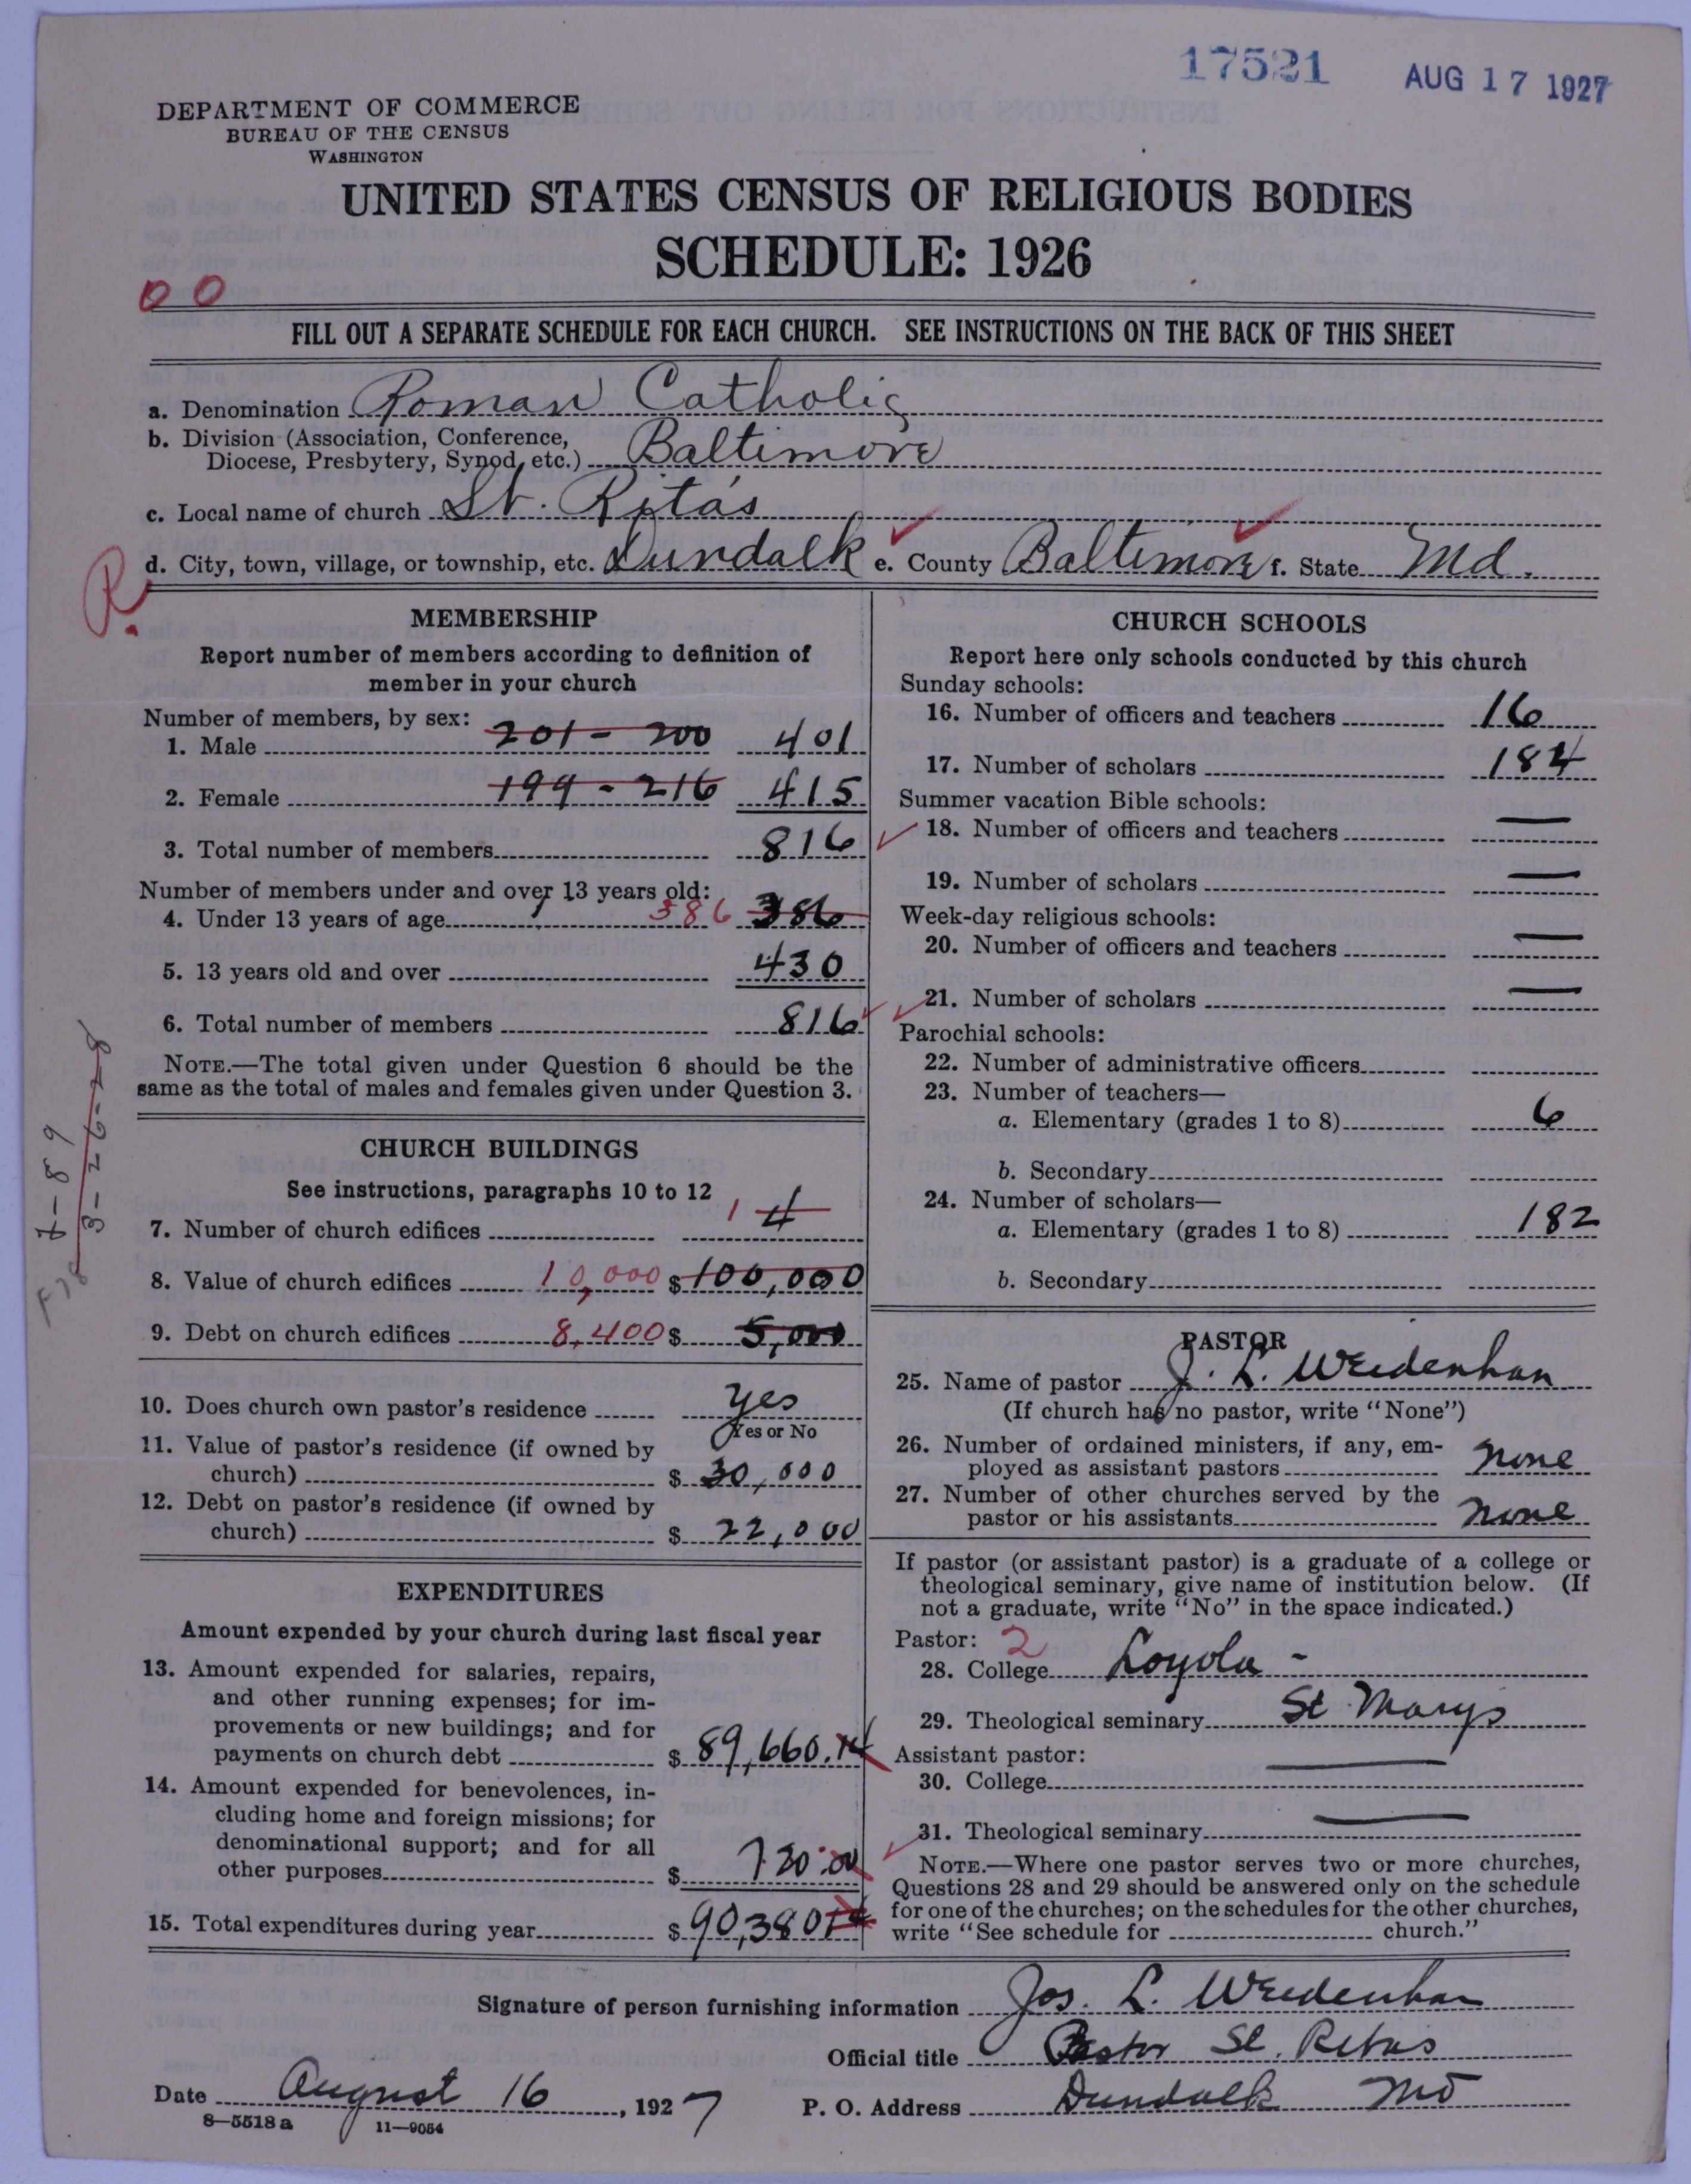 17521 AUG 17 1927
DEPARTMENT OF COMMERCE
BUREAU OF THE CENSUS
WASHINGTON
UNITED STATES CENSUS OF RELIGIOUS BODIES
SCHEDULE: 1926
00
FILL OUT A SEPARATE SCHEDULE FOR EACH CHURCH. SEE INSTRUCTIONS ON THE BACK OF THIS SHEET
a. Denomination Roman Catholic
b. Division (Association, Conference,
Diocese, Presbytery, Synod, etc.) Baltimore
c. Local name of church St. Rita's
d. City, town, village, or township, etc. Dundalk e. County Baltimore f. State Md.
R.
MEMBERSHIP
Report number of members according to definition of
member in your church
Number of members, by sex:
1. Male 201 - 200 401
2. Female 199 - 216 415
3. Total number of members 816
Number of members under and over 13 years old:
4. Under 13 years of age 386 386
5. 13 years old and over 430
6. Total number of members 816
NOTE.—The total given under Question 6 should be the
same as the total of males and females given under Question 3.
3-26-28
CHURCH BUILDINGS
See instructions, paragraphs 10 to 12
7. Number of church edifices 1 4
8. Value of church edifices 10,000 $100,000
9. Debt on church edifices 8,400 $ 5,000
10. Does church own pastor's residence yes
Yes or No
11. Value of pastor's residence (if owned by
church) $ 30,000
12. Debt on pastor's residence (if owned by
church) $ 22,000
EXPENDITURES
Amount expended by your church during last fiscal year
13. Amount expended for salaries, repairs,
and other running expenses; for im-
provements or new buildings; and for
payments on church debt $ 89,660.14
14. Amount expended for benevolences, in-
cluding home and foreign missions; for
denominational support; and for all
other purposes $ 720.00
15. Total expenditures during year $ 90,380.14
CHURCH SCHOOLS
Report here only schools conducted by this church
Sunday schools:
16. Number of officers and teachers 16
17. Number of scholars 184
Summer vacation Bible schools:
18. Number of officers and teachers —
19. Number of scholars —
Week-day religious schools:
20. Number of officers and teachers —
21. Number of scholars —
Parochial schools:
22. Number of administrative officers
23. Number of teachers—
a. Elementary (grades 1 to 8) 6
b. Secondary
24. Number of scholars—
a. Elementary (grades 1 to 8) 182
b. Secondary
PASTOR
25. Name of pastor J. L. Weidenhan
(If church has no pastor, write "None")
26. Number of ordained ministers, if any, em-
ployed as assistant pastors none
27. Number of other churches served by the
pastor or his assistants none
If pastor (or assistant pastor) is a graduate of a college or
theological seminary, give name of institution below. (If
not a graduate, write "No" in the space indicated.)
Pastor: 2
28. College Loyola -
29. Theological seminary St Marys
Assistant pastor:
30. College —
31. Theological seminary —
NOTE.—Where one pastor serves two or more churches,
Questions 28 and 29 should be answered only on the schedule
for one of the churches; on the schedules for the other churches,
write "See schedule for church."
Signature of person furnishing information Jos. L. Weidenhan
Official title Pastor St. Ritas
Date August 16, 1927 P. O. Address Dundalk Md
8—5518 a 11—9054